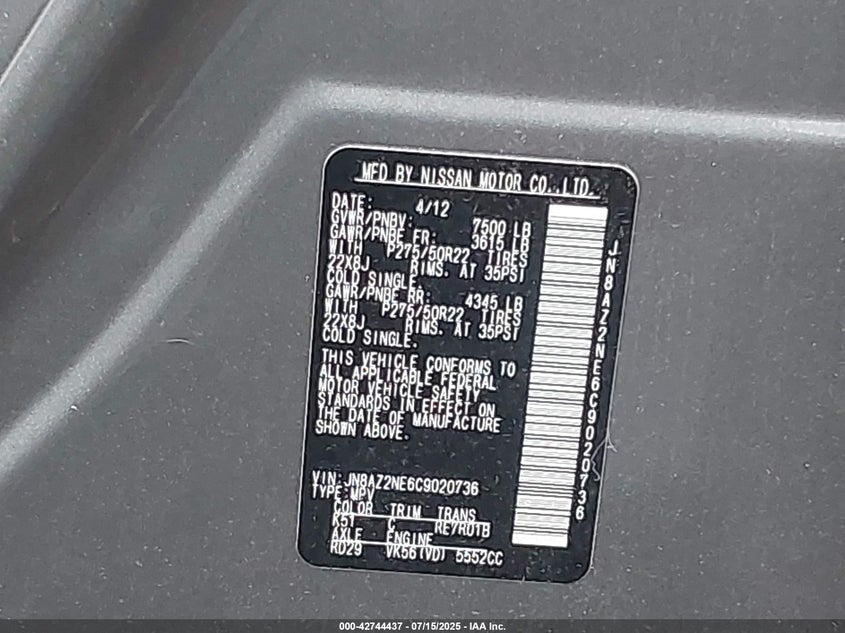 MFD BY NISSAN MOTOR CO.,LTD.
DATE: 4/12
GVWR/PNBV: 7500 LB
GAWR/PNBE FR: 3615 LB
WITH P275/50R22 TIRES
22X8J RIMS. AT 35PSI
COLD SINGLE.
GAWR/PNBE RR: 4345 LB
WITH P275/50R22 TIRES
22X8J RIMS. AT 35PSI
COLD SINGLE.
THIS VEHICLE CONFORMS TO
ALL APPLICABLE FEDERAL
MOTOR VEHICLE SAFETY
STANDARDS IN EFFECT ON
THE DATE OF MANUFACTURE
SHOWN ABOVE.
VIN:JN8AZ2NE6C9020736
TYPE:MPV
COLOR TRIM TRANS
K51 C RE7R01B
AXLE ENGINE
RD29 VK56(VD) 5552CC
JN8AZ2NE6C9020736
000-42744437 - 07/15/2025 - IAA Inc.